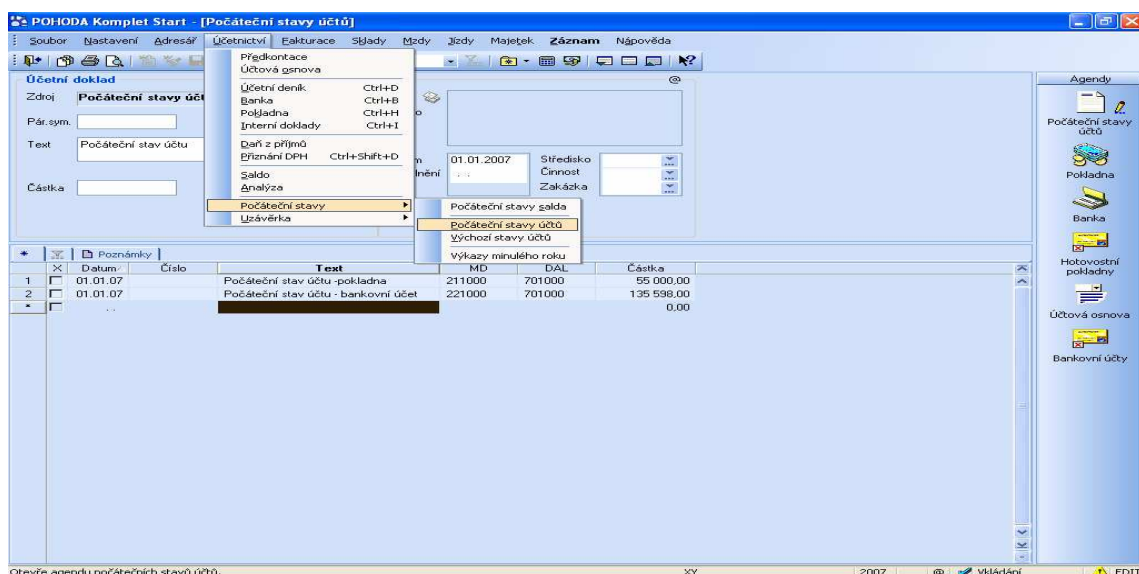 POHODA Komplet Start - [Počáteční stavy účtů]
Soubor Nastavení Adresář Účetnictví Fakturace Sklady Mzdy Jízdy Majetek Záznam Nápověda
Předkontace
Účtová osnova
Účetní deník Ctrl+D
Banka Ctrl+B
Pokladna Ctrl+H
Interní doklady Ctrl+I
Daň z příjmů
Přiznání DPH Ctrl+Shift+D
Saldo
Analýza
Počáteční stavy
Uzávěrka
Počáteční stavy salda
Počáteční stavy účtů
Výchozí stavy účtů
Výkazy minulého roku
Účetní doklad @
Zdroj Počáteční stavy úč
Pár.sym.
Text Počáteční stav účtu
Částka
01.01.2007 Středisko
lnění Činnost
Zakázka
* Poznámky
X Datum Číslo Text MD DAL Částka
1 01.01.07 Počáteční stav účtu -pokladna 211000 701000 55 000,00
2 01.01.07 Počáteční stav účtu - bankovní účet 221000 701000 135 598,00
* . . 0,00
Agendy
Počáteční stavy
účtů
Pokladna
Banka
Hotovostní
pokladny
Účtová osnova
Bankovní účty
Otevře agendu počátečních stavů účtů. XY 2007 @ Vkládání EDIT